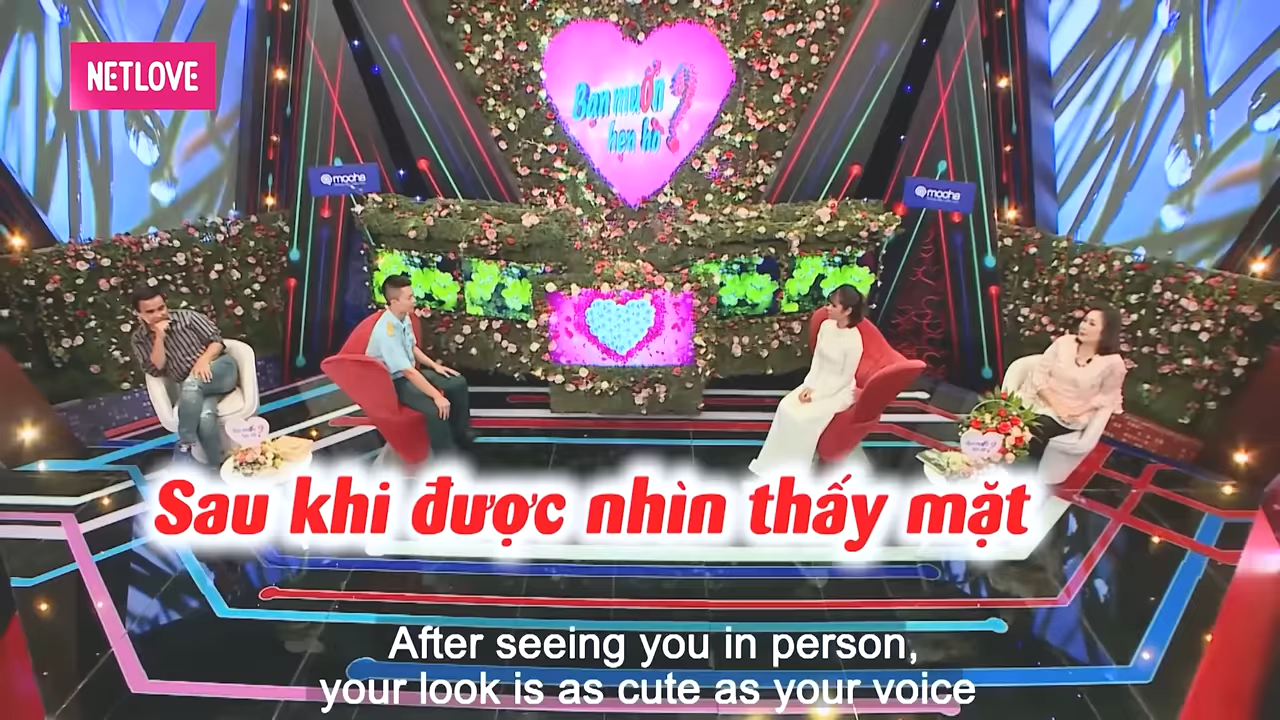 NETLOVE
Bạn muốn
hẹn hò ?
mocha
mocha
Sau khi được nhìn thấy mặt
After seeing you in person,
your look is as cute as your voice